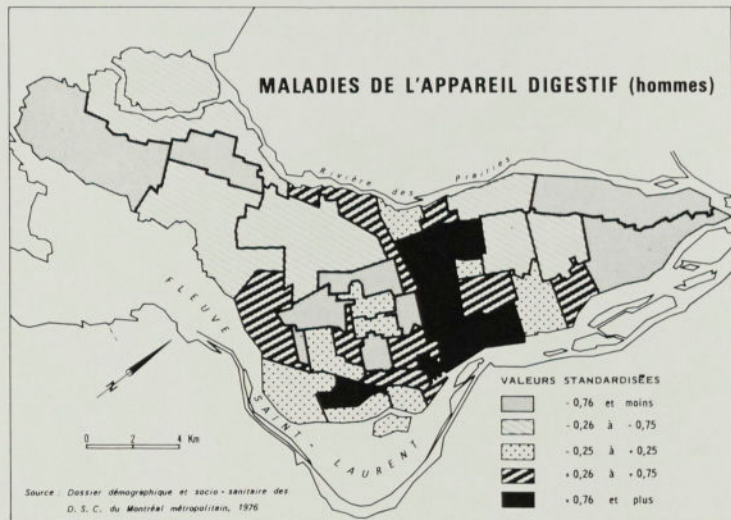 MALADIES DE L'APPAREIL DIGESTIF (hommes)
Rivière des Prairies
FLEUVE
SAINT-LAURENT
N
0 2 4 Km
VALEURS STANDARDISÉES
- 0,76 et moins
- 0,26 à - 0,75
- 0,25 à + 0,25
+ 0,26 à + 0,75
+ 0,76 et plus
Source : Dossier démographique et socio-sanitaire des
D. S. C. du Montréal métropolitain, 1976